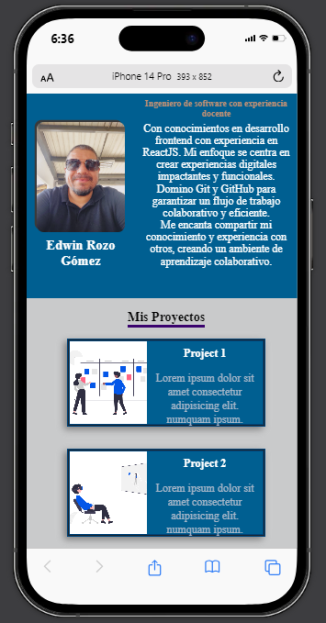 6:36
AA
iPhone 14 Pro 393 x 852
Ingeniero de software con experiencia
docente
Con conocimientos en desarrollo
frontend con experiencia en
ReactJS. Mi enfoque se centra en
crear experiencias digitales
impactantes y funcionales.
Domino Git y GitHub para
garantizar un flujo de trabajo
colaborativo y eficiente.
Me encanta compartir mi
conocimiento y experiencia con
otros, creando un ambiente de
aprendizaje colaborativo.
Edwin Rozo
Gómez
Mis Proyectos
Project 1
Lorem ipsum dolor sit
amet consectetur
adipisicing elit.
numquam ipsum.
Project 2
Lorem ipsum dolor sit
amet consectetur
adipisicing elit.
numquam ipsum.